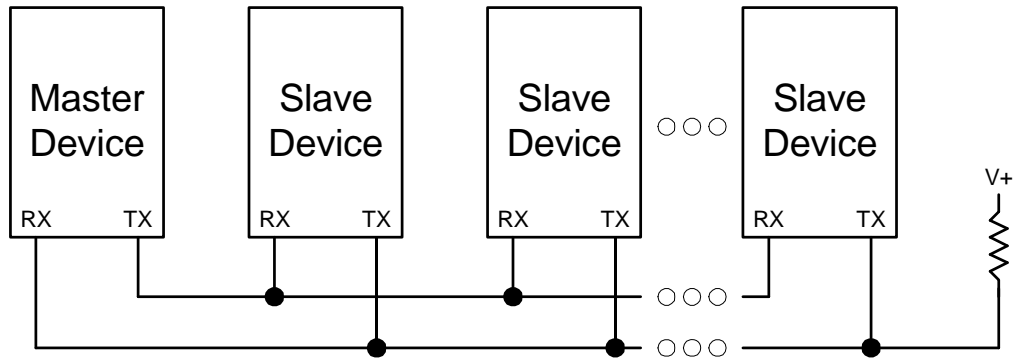 Master
Device
Slave
Device
Slave
Device
Slave
Device
V+
RX TX
RX TX
RX TX
RX TX